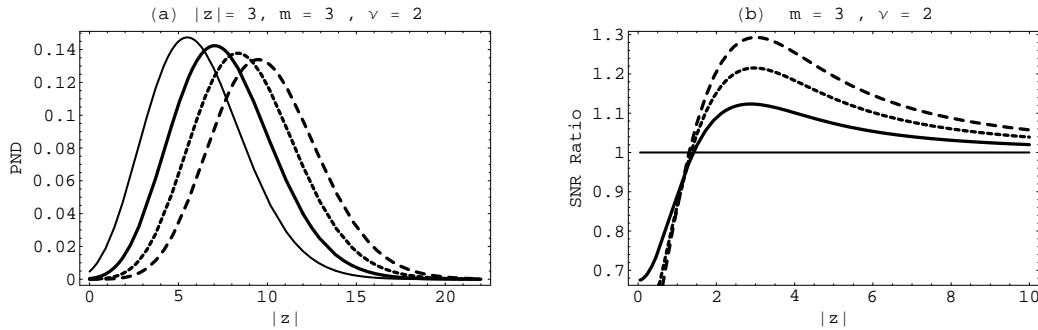 (a) |z|= 3, m = 3 , ν = 2
PND
0.14
0.12
0.1
0.08
0.06
0.04
0.02
0
0 5 10 15 20
|z|
(b) m = 3 , ν = 2
SNR Ratio
1.3
1.2
1.1
1
0.9
0.8
0.7
0 2 4 6 8 10
|z|